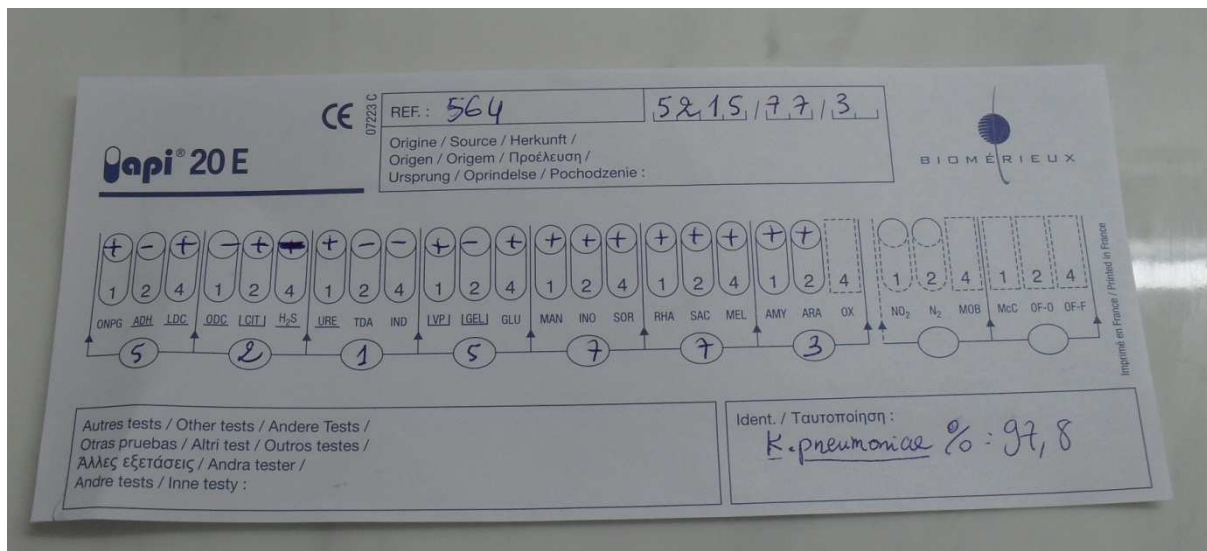 api® 20 E
CE
07223 C
REF.: 564
5 2 1 5 / 7 7 / 3
Origine / Source / Herkunft /
Origen / Origem / Προέλευση /
Ursprung / Oprindelse / Pochodzenie :
BIOMÉRIEUX
+ - + - + - + - - + - + + + + + + + + +
1 2 4 1 2 4 1 2 4 1 2 4 1 2 4 1 2 4 1 2 4 1 2 4 1 2 4
ONPG ADH LDC ODC |CIT| H₂S URE TDA IND |VP| |GEL| GLU MAN INO SOR RHA SAC MEL AMY ARA OX NO₂ N₂ MOB McC OF-O OF-F
5 2 1 5 7 7 3
Imprimé en France / Printed in France
Autres tests / Other tests / Andere Tests /
Otras pruebas / Altri test / Outros testes /
Άλλες εξετάσεις / Andra tester /
Andre tests / Inne testy :
Ident. / Ταυτοποίηση :
K. pneumoniae % : 97,8